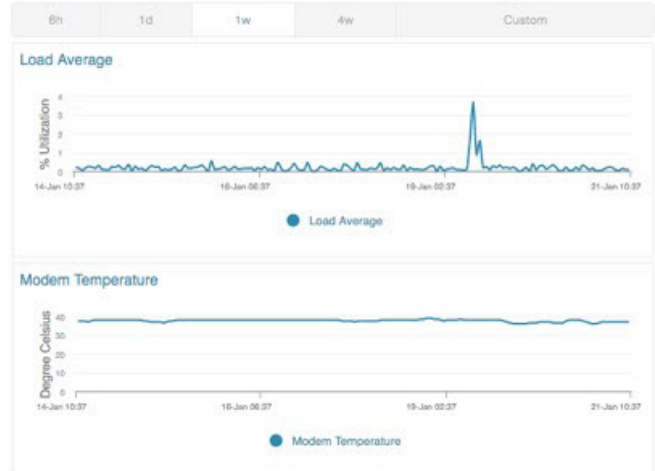 6h 1d 1w 4w Custom
Load Average
% Utilization
4
3
2
1
0
14-Jan 10:37 16-Jan 06:37 19-Jan 02:37 21-Jan 10:37
Load Average
Modem Temperature
Degree Celsius
40
30
20
10
0
14-Jan 10:37 16-Jan 06:37 19-Jan 02:37 21-Jan 10:37
Modem Temperature